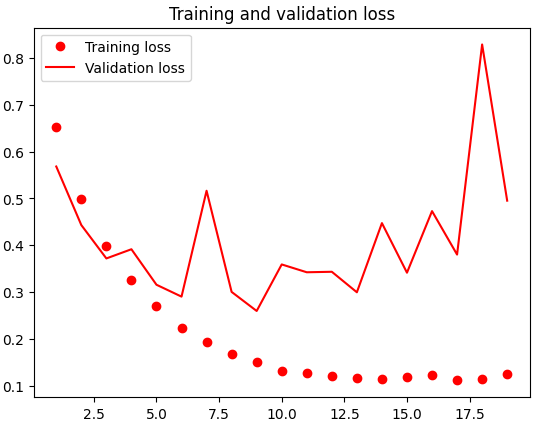 Training and validation loss
Training loss
Validation loss
0.8
0.7
0.6
0.5
0.4
0.3
0.2
0.1
2.5 5.0 7.5 10.0 12.5 15.0 17.5